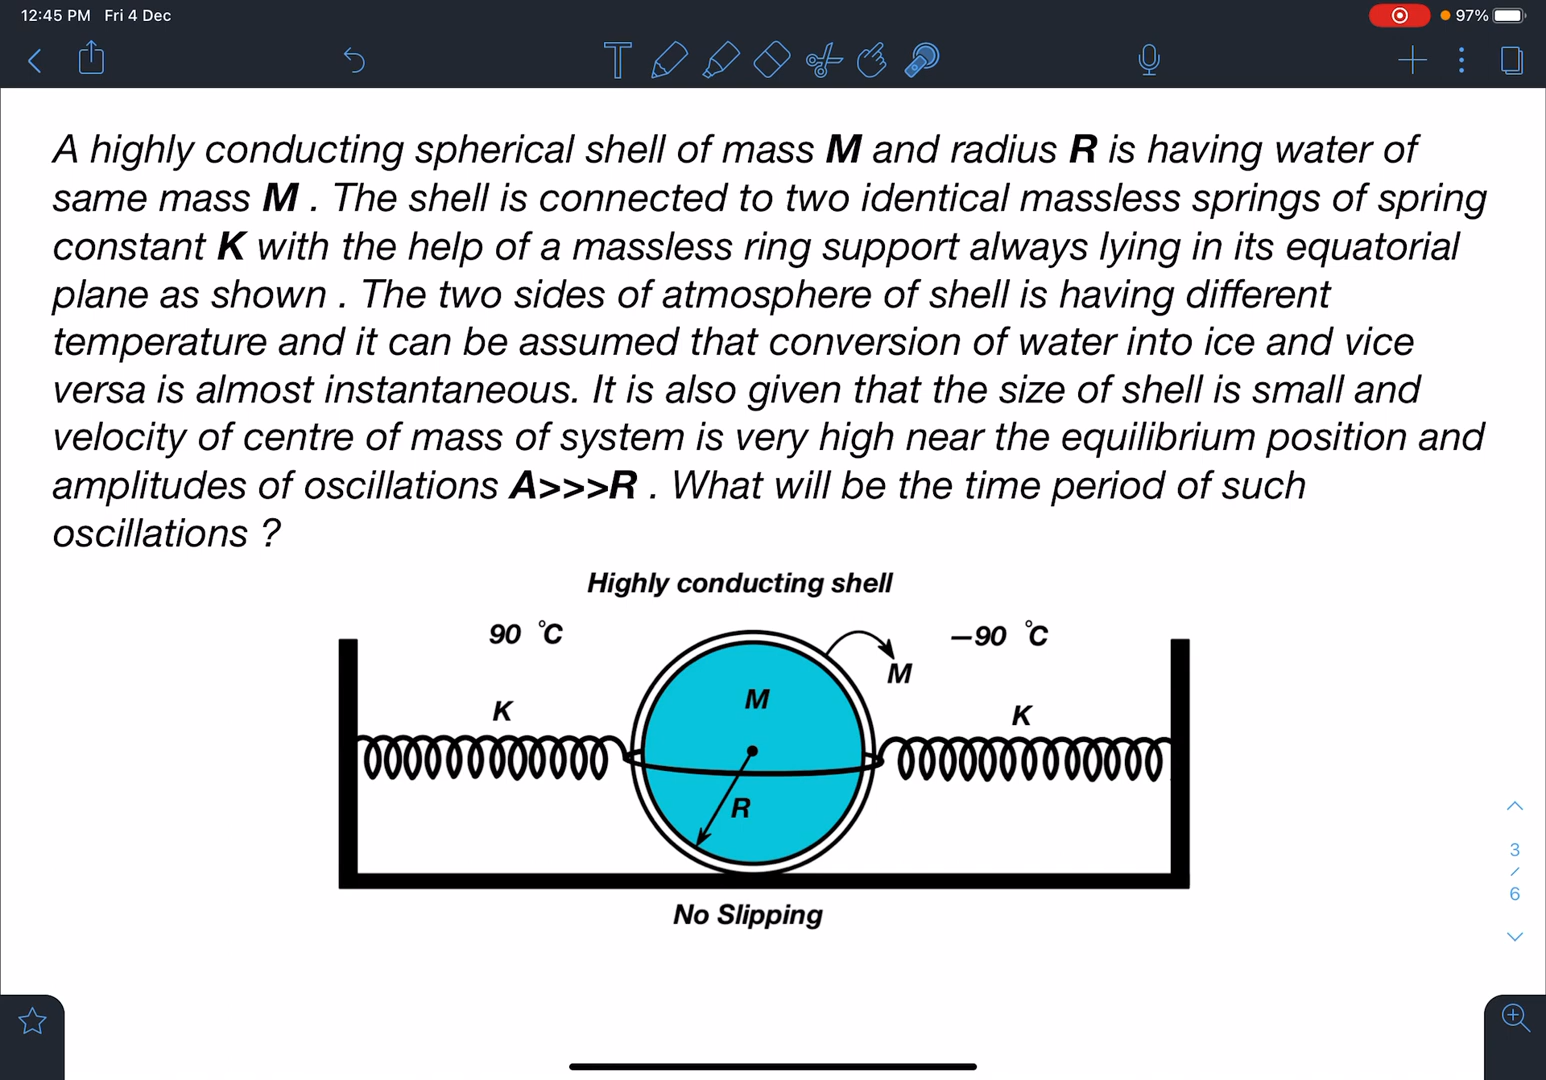 12:45 PM Fri 4 Dec
97%
A highly conducting spherical shell of mass M and radius R is having water of
same mass M . The shell is connected to two identical massless springs of spring
constant K with the help of a massless ring support always lying in its equatorial
plane as shown . The two sides of atmosphere of shell is having different
temperature and it can be assumed that conversion of water into ice and vice
versa is almost instantaneous. It is also given that the size of shell is small and
velocity of centre of mass of system is very high near the equilibrium position and
amplitudes of oscillations A>>>R . What will be the time period of such
oscillations ?
Highly conducting shell
90 °C
–90 °C
M
M
K
K
R
3
/
6
No Slipping